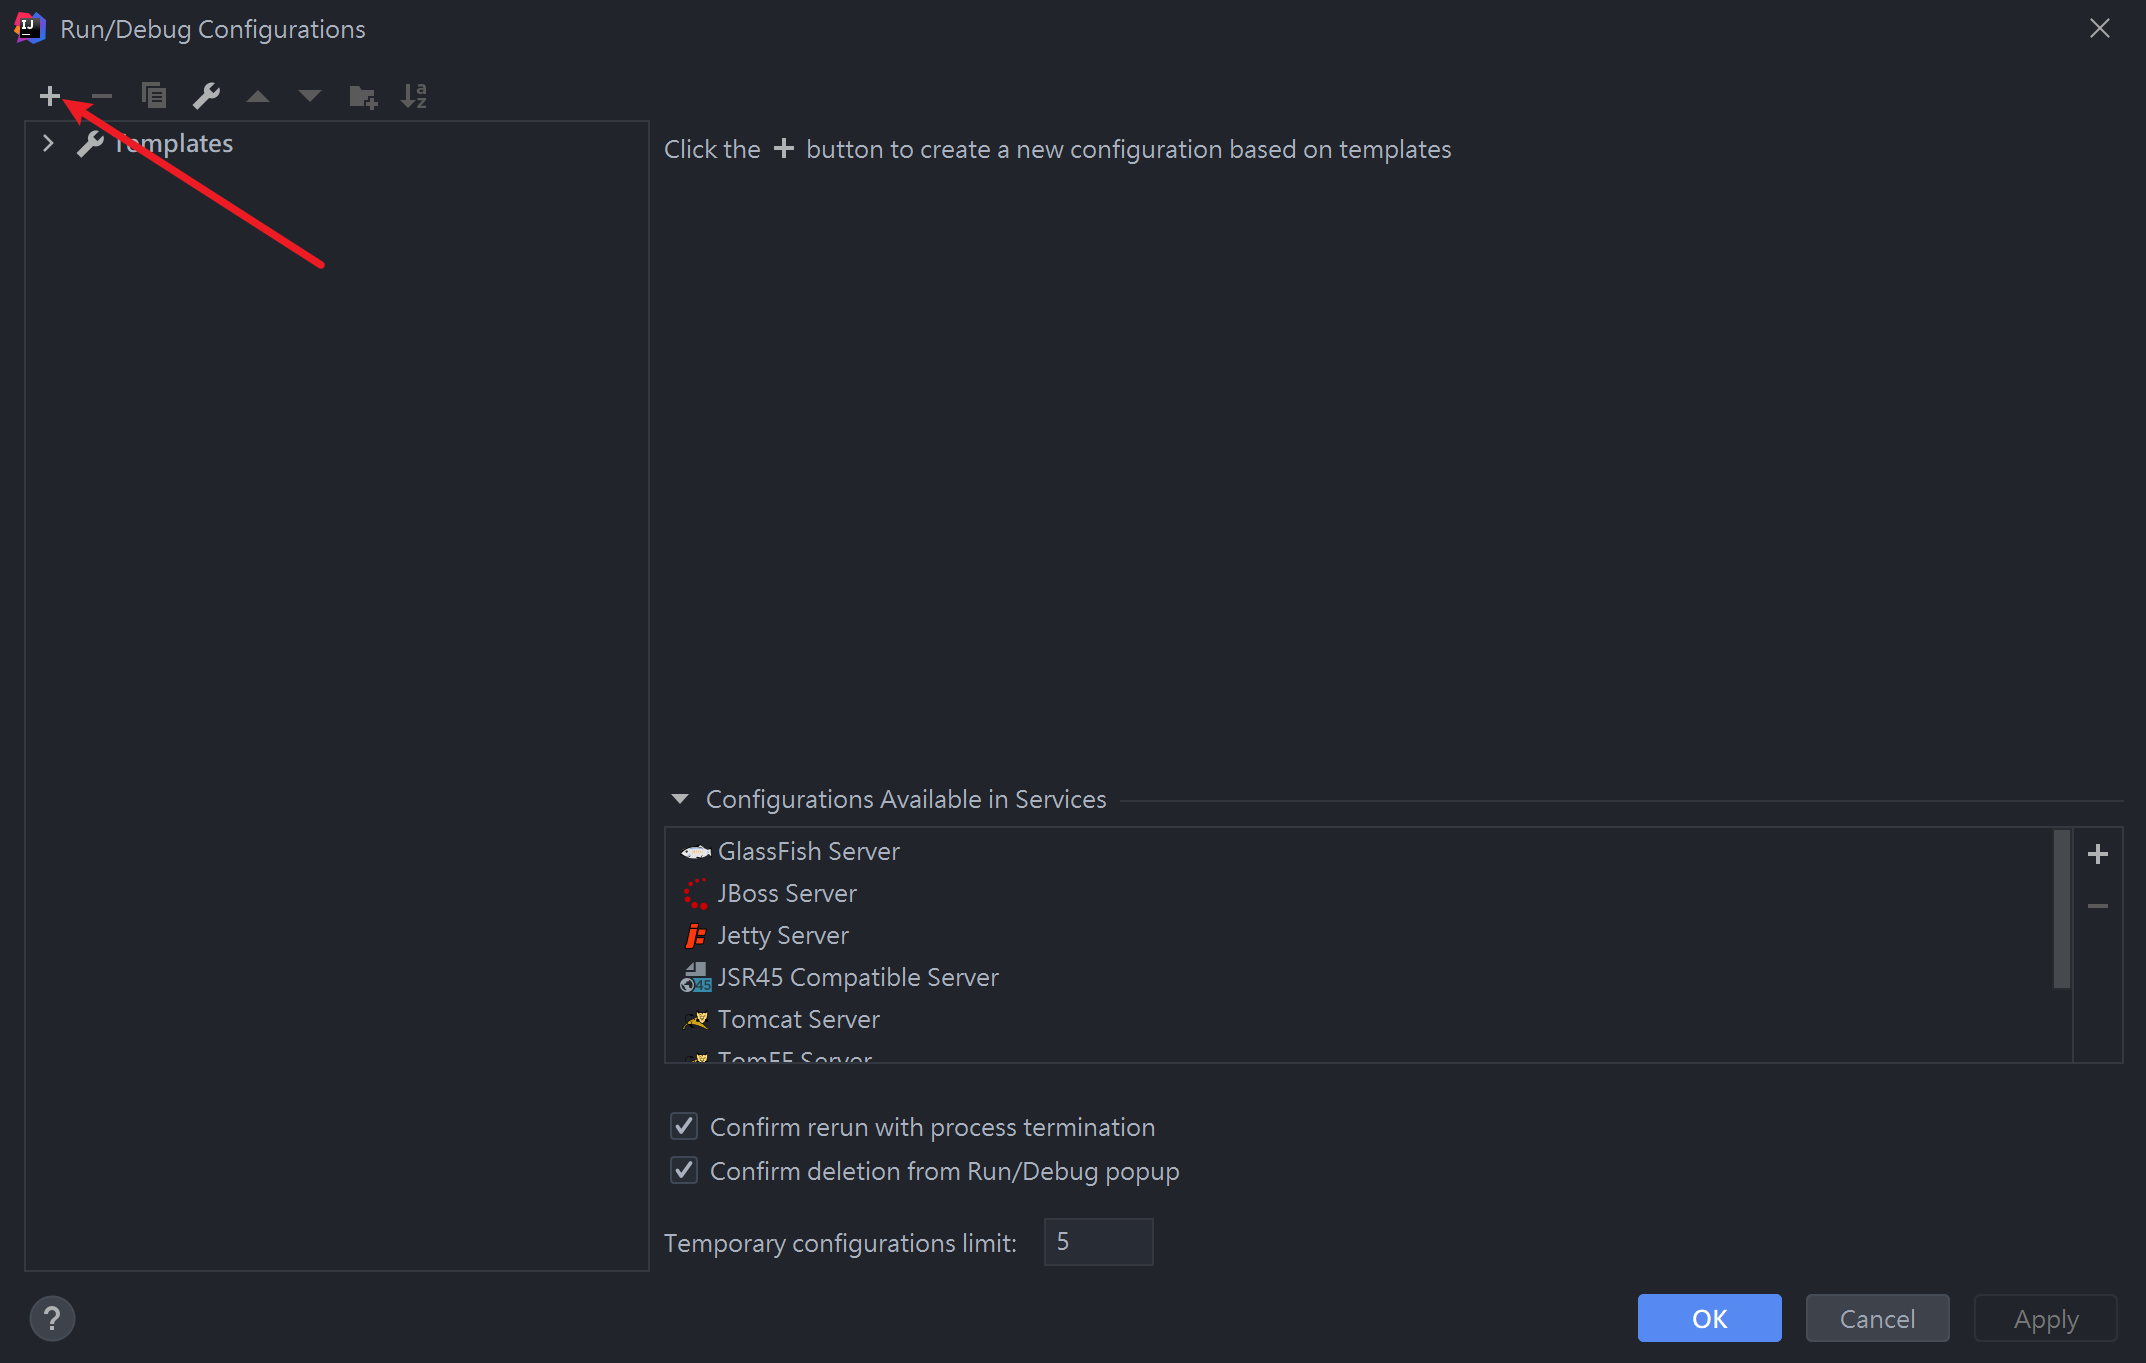 Run/Debug Configurations
Templates
Click the + button to create a new configuration based on templates
Configurations Available in Services
GlassFish Server
JBoss Server
Jetty Server
JSR45 Compatible Server
Tomcat Server
TomEE Server
Confirm rerun with process termination
Confirm deletion from Run/Debug popup
Temporary configurations limit: 5
? OK Cancel Apply